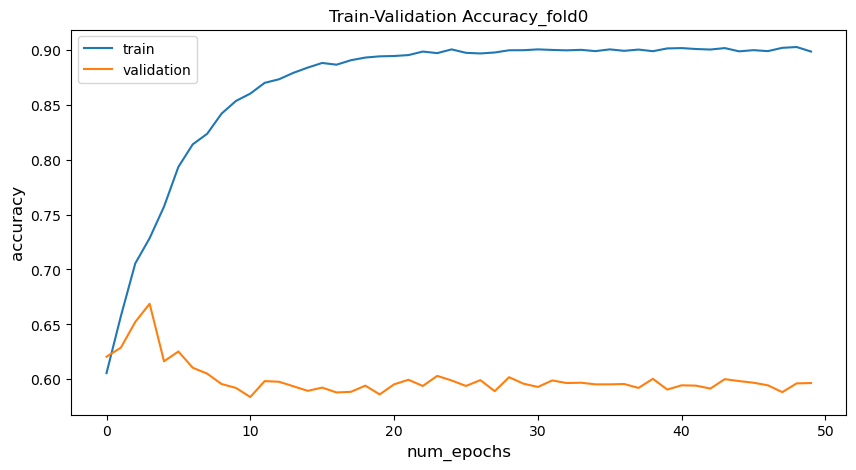 Train-Validation Accuracy_fold0
train
validation
accuracy
0.90
0.85
0.80
0.75
0.70
0.65
0.60
0 10 20 30 40 50
num_epochs